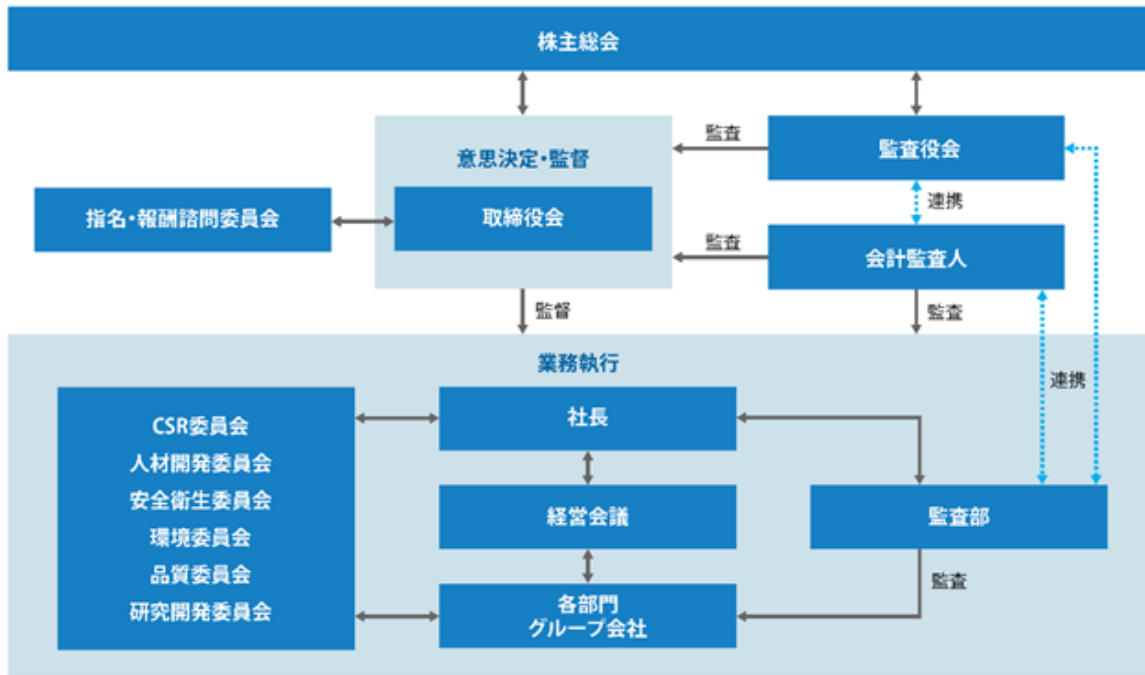 株主総会
監査
監査役会
意思決定・監督
指名・報酬諮問委員会
取締役会
連携
監査
会計監査人
監督
監査
業務執行
連携
CSR委員会
人材開発委員会
安全衛生委員会
環境委員会
品質委員会
研究開発委員会
社長
経営会議
監査部
監査
各部門
グループ会社